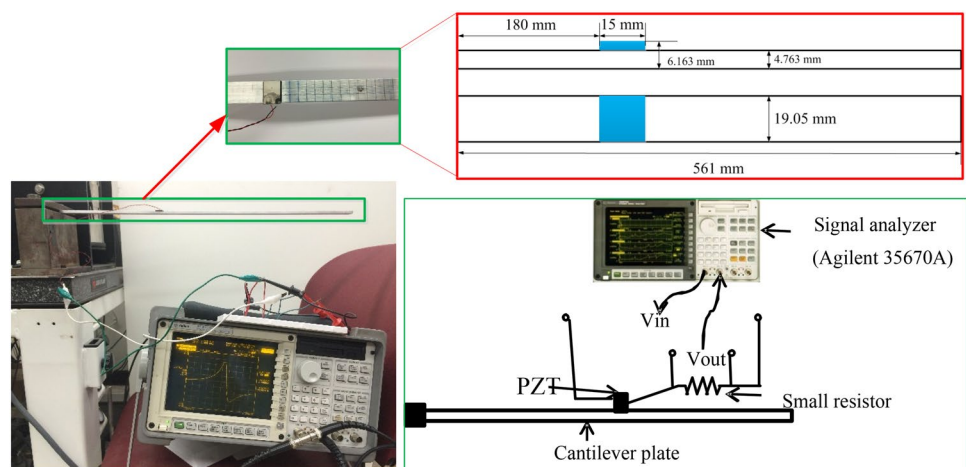 180 mm
15 mm
6.163 mm
4.763 mm
19.05 mm
561 mm
Signal analyzer
(Agilent 35670A)
Vin
Vout
PZT
Small resistor
Cantilever plate